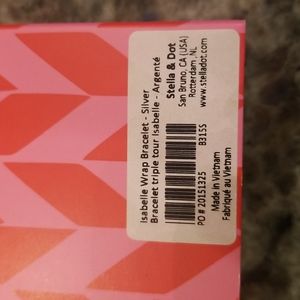 Isabelle Wrap Bracelet - Silver
Bracelet triple tour Isabelle - Argenté
Stella & Dot
San Bruno, CA (USA)
Rotterdam, NL
www.stelladot.com
B315S
PO # 20151325
Made in Vietnam
Fabriqué au Vietnam